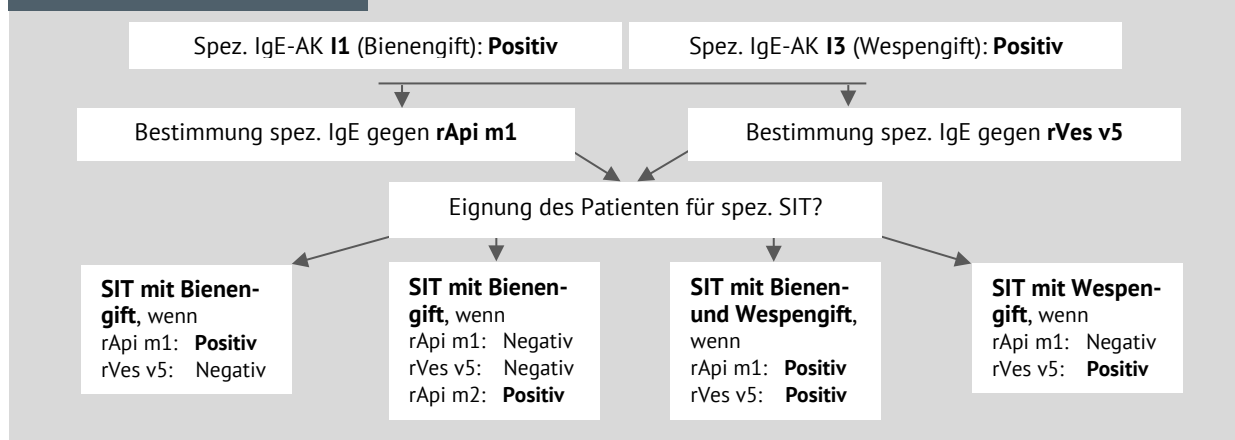 Spez. IgE-AK I1 (Bienengift): Positiv
Spez. IgE-AK I3 (Wespengift): Positiv
Bestimmung spez. IgE gegen rApi m1
Bestimmung spez. IgE gegen rVes v5
Eignung des Patienten für spez. SIT?
SIT mit Bienen-
gift, wenn
rApi m1: Positiv
rVes v5: Negativ
SIT mit Bienen-
gift, wenn
rApi m1: Negativ
rVes v5: Negativ
rApi m2: Positiv
SIT mit Bienen-
und Wespengift,
wenn
rApi m1: Positiv
rVes v5: Positiv
SIT mit Wespen-
gift, wenn
rApi m1: Negativ
rVes v5: Positiv